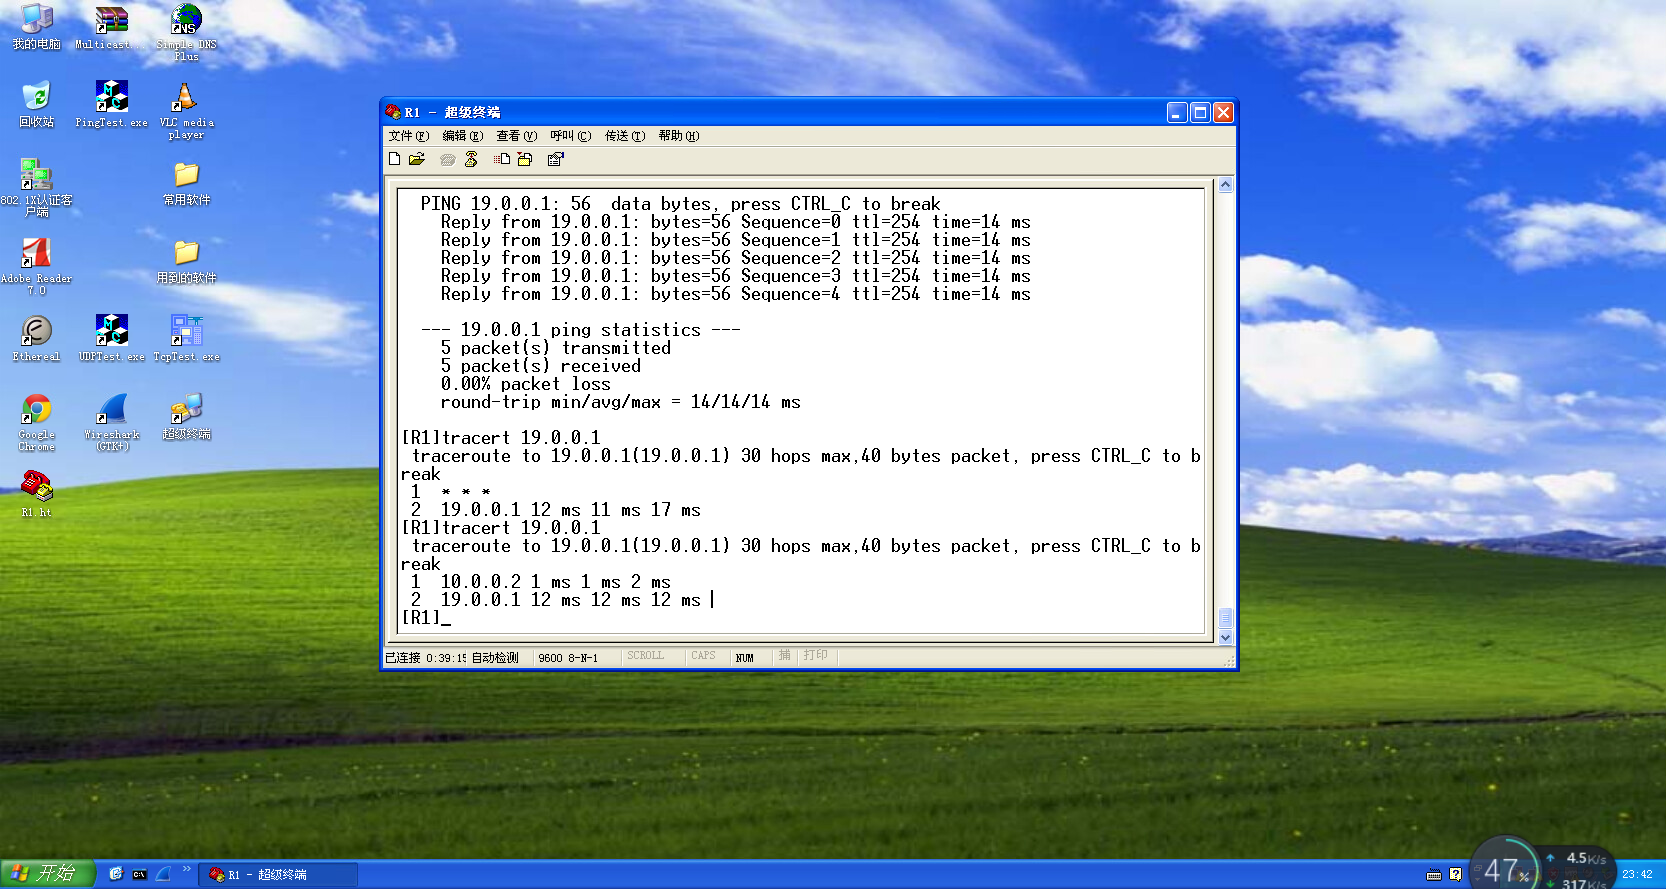 我的电脑
Multicast...
Simple DNS Plus
回收站
PingTest.exe
VLC media player
802.1X认证客户端
常用软件
Adobe Reader 7.0
用到的软件
Ethereal
UDPTest.exe
TcpTest.exe
Google Chrome
Wireshark (GTK+)
超级终端
R1.ht
R1 - 超级终端
文件(F) 编辑(E) 查看(V) 呼叫(C) 传送(T) 帮助(H)
PING 19.0.0.1: 56  data bytes, press CTRL_C to break
Reply from 19.0.0.1: bytes=56 Sequence=0 ttl=254 time=14 ms
Reply from 19.0.0.1: bytes=56 Sequence=1 ttl=254 time=14 ms
Reply from 19.0.0.1: bytes=56 Sequence=2 ttl=254 time=14 ms
Reply from 19.0.0.1: bytes=56 Sequence=3 ttl=254 time=14 ms
Reply from 19.0.0.1: bytes=56 Sequence=4 ttl=254 time=14 ms
--- 19.0.0.1 ping statistics ---
5 packet(s) transmitted
5 packet(s) received
0.00% packet loss
round-trip min/avg/max = 14/14/14 ms
[R1]tracert 19.0.0.1
traceroute to 19.0.0.1(19.0.0.1) 30 hops max,40 bytes packet, press CTRL_C to b
reak
1  * * *
2  19.0.0.1 12 ms 11 ms 17 ms
[R1]tracert 19.0.0.1
traceroute to 19.0.0.1(19.0.0.1) 30 hops max,40 bytes packet, press CTRL_C to b
reak
1  10.0.0.2 1 ms 1 ms 2 ms
2  19.0.0.1 12 ms 12 ms 12 ms
[R1]_
已连接 0:39:15 自动检测 9600 8-N-1 SCROLL CAPS NUM 捕 打印
开始
R1 - 超级终端
47%
4.5K/s
317K/s
23:42